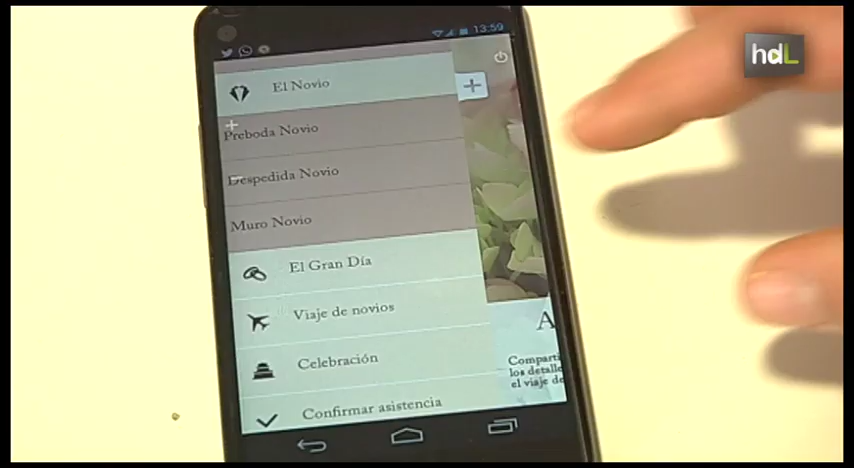 hdL
13:59
El Novio
Preboda Novio
Despedida Novio
Muro Novio
El Gran Día
Viaje de novios
Celebración
Confirmar asistencia
A
Comparti
los detalle
el viaje de